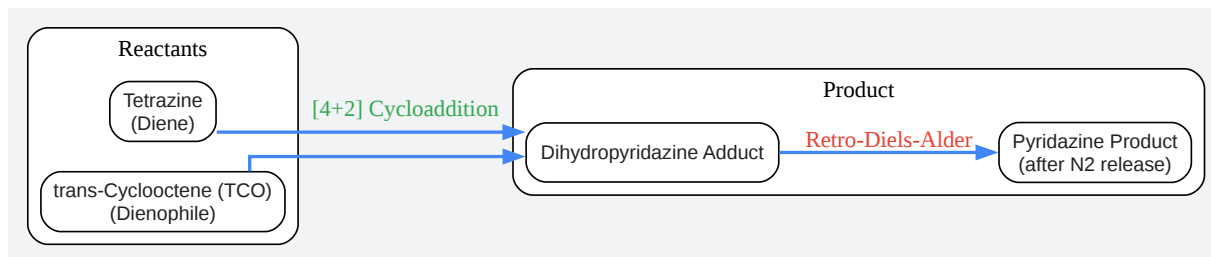 Reactants
Tetrazine
(Diene)
trans-Cyclooctene (TCO)
(Dienophile)
[4+2] Cycloaddition
Product
Dihydropyridazine Adduct
Retro-Diels-Alder
Pyridazine Product
(after N2 release)